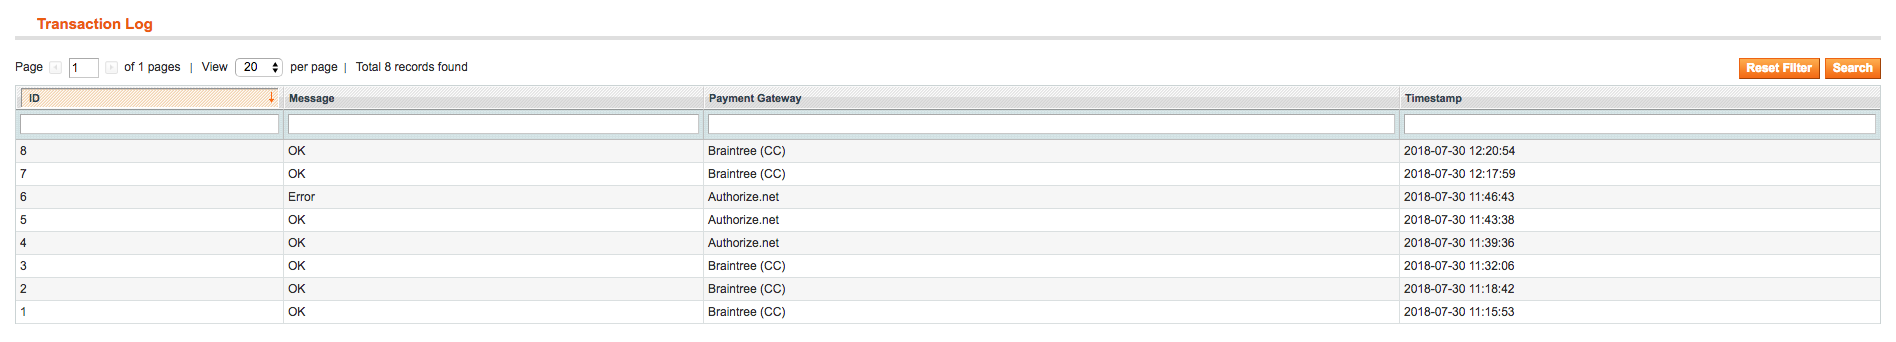 Transaction Log
Page 1 of 1 pages | View 20 per page | Total 8 records found Reset Filter Search
ID Message Payment Gateway Timestamp
8 OK Braintree (CC) 2018-07-30 12:20:54
7 OK Braintree (CC) 2018-07-30 12:17:59
6 Error Authorize.net 2018-07-30 11:46:43
5 OK Authorize.net 2018-07-30 11:43:38
4 OK Authorize.net 2018-07-30 11:39:36
3 OK Braintree (CC) 2018-07-30 11:32:06
2 OK Braintree (CC) 2018-07-30 11:18:42
1 OK Braintree (CC) 2018-07-30 11:15:53